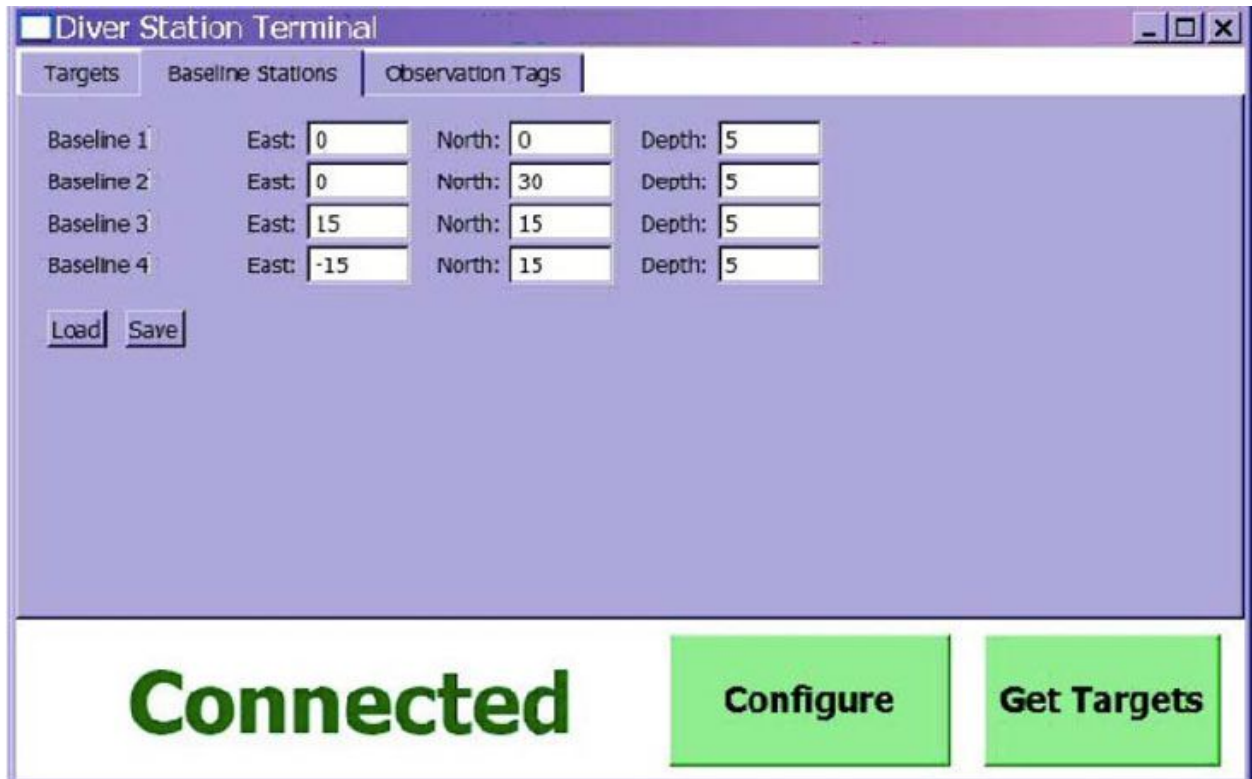 Diver Station Terminal
Targets Baseline Stations Observation Tags
Baseline 1 East: 0 North: 0 Depth: 5
Baseline 2 East: 0 North: 30 Depth: 5
Baseline 3 East: 15 North: 15 Depth: 5
Baseline 4 East: -15 North: 15 Depth: 5
Load Save
Connected Configure Get Targets